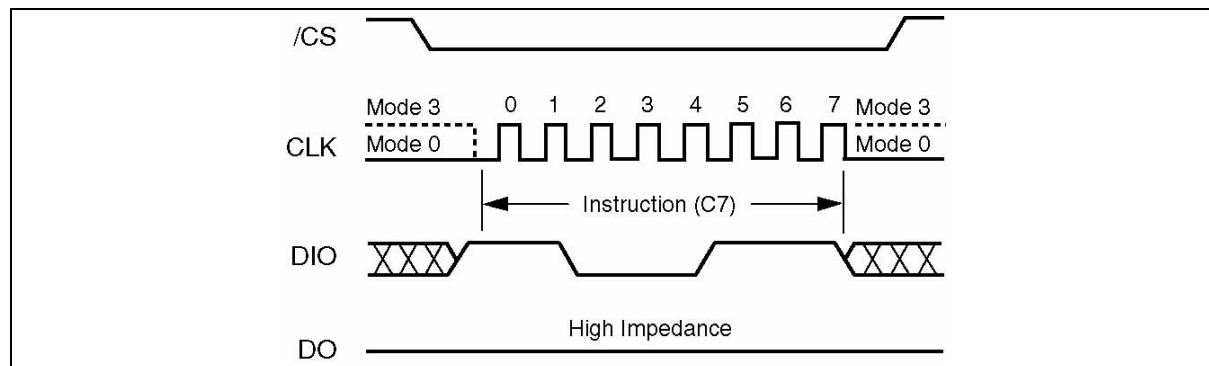 /CS
Mode 3 0 1 2 3 4 5 6 7 Mode 3
CLK Mode 0 Mode 0
Instruction (C7)
DIO
High Impedance
DO